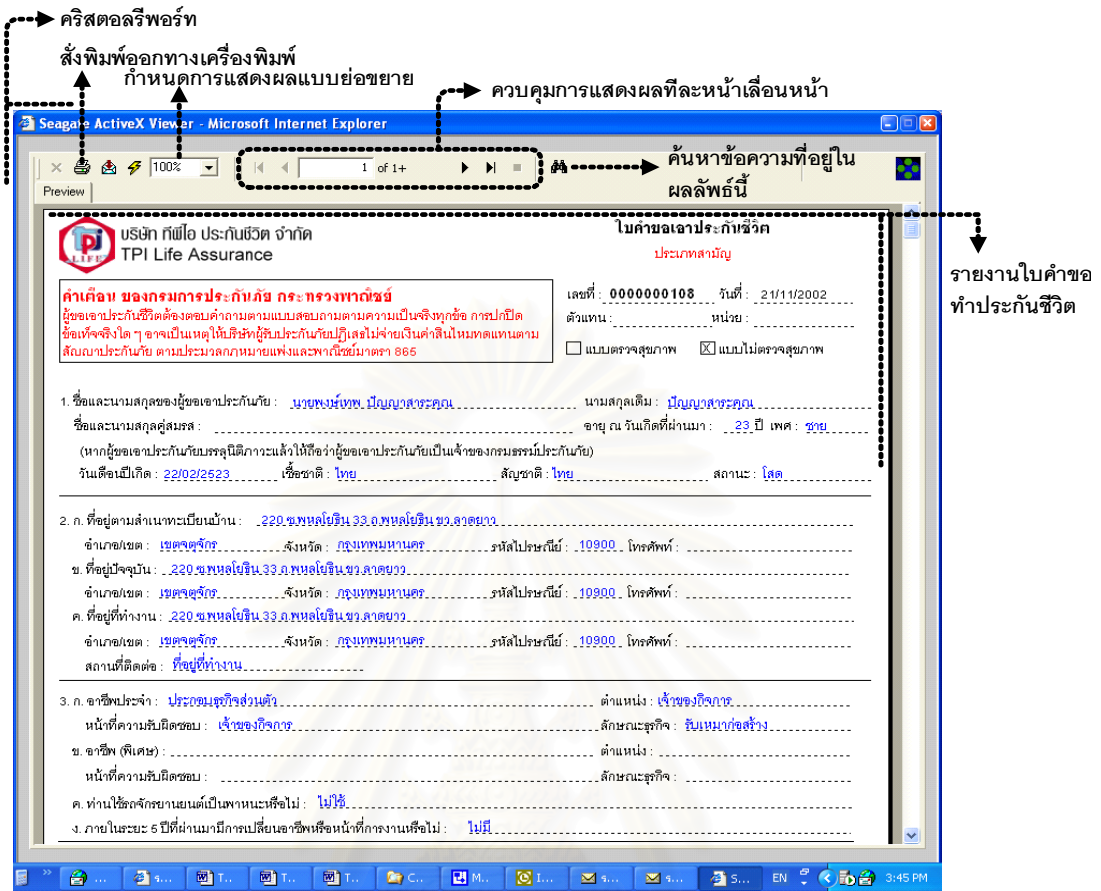 คริสตอลรีพอร์ท
สั่งพิมพ์ออกทางเครื่องพิมพ์
กำหนดการแสดงผลแบบย่อขยาย
ควบคุมการแสดงผลทีละหน้าเลื่อนหน้า
Seagate ActiveX Viewer - Microsoft Internet Explorer
100%
1 of 1+
ค้นหาข้อความที่อยู่ใน
ผลลัพธ์นี้
Preview
บริษัท ทีพีไอ ประกันชีวิต จำกัด
TPI Life Assurance
LIFE
ใบคำขอเอาประกันชีวิต
ประเภทสามัญ
รายงานใบคำขอ
ทำประกันชีวิต
คำเตือน ของกรมการประกันภัย กระทรวงพาณิชย์
ผู้ขอเอาประกันชีวิตต้องตอบคำถามตามแบบสอบถามตามความเป็นจริงทุกข้อ การปกปิด
ข้อเท็จจริงใด ๆ อาจเป็นเหตุให้บริษัทผู้รับประกันภัยปฏิเสธไม่จ่ายเงินค่าสินไหมทดแทนตาม
สัญญาประกันภัย ตามประมวลกฎหมายแพ่งและพาณิชย์มาตรา 865
เลขที่ : 0000000108 วันที่ : 21/11/2002
ตัวแทน : หน่วย :
แบบตรวจสุขภาพ X แบบไม่ตรวจสุขภาพ
1. ชื่อและนามสกุลของผู้ขอเอาประกันภัย : นายพงษ์เทพ ปัญญาสาระคุณ นามสกุลเดิม : ปัญญาสาระคุณ
ชื่อและนามสกุลคู่สมรส : อายุ ณ วันเกิดที่ผ่านมา : 23 ปี เพศ : ชาย
(หากผู้ขอเอาประกันภัยบรรลุนิติภาวะแล้วให้ถือว่าผู้ขอเอาประกันภัยเป็นเจ้าของกรมธรรม์ประกันภัย)
วันเดือนปีเกิด : 22/02/2523 เชื้อชาติ : ไทย สัญชาติ : ไทย สถานะ : โสด
2. ก. ที่อยู่ตามสำเนาทะเบียนบ้าน : 220 ซ.พหลโยธิน 33 ถ.พหลโยธิน ขว.ลาดยาว
อำเภอ/เขต : เขตจตุจักร จังหวัด : กรุงเทพมหานคร รหัสไปรษณีย์ : 10900 โทรศัพท์ :
ข. ที่อยู่ปัจจุบัน : 220 ซ.พหลโยธิน 33 ถ.พหลโยธิน ขว.ลาดยาว
อำเภอ/เขต : เขตจตุจักร จังหวัด : กรุงเทพมหานคร รหัสไปรษณีย์ : 10900 โทรศัพท์ :
ค. ที่อยู่ที่ทำงาน : 220 ซ.พหลโยธิน 33 ถ.พหลโยธิน ขว.ลาดยาว
อำเภอ/เขต : เขตจตุจักร จังหวัด : กรุงเทพมหานคร รหัสไปรษณีย์ : 10900 โทรศัพท์ :
สถานที่ติดต่อ : ที่อยู่ที่ทำงาน
3. ก. อาชีพประจำ : ประกอบธุรกิจส่วนตัว ตำแหน่ง : เจ้าของกิจการ
หน้าที่ความรับผิดชอบ : เจ้าของกิจการ ลักษณะธุรกิจ : รับเหมาก่อสร้าง
ข. อาชีพ (พิเศษ) : ตำแหน่ง :
หน้าที่ความรับผิดชอบ : ลักษณะธุรกิจ :
ค. ท่านใช้รถจักรยานยนต์เป็นพาหนะหรือไม่ : ไม่ใช้
ง. ภายในระยะ 5 ปีที่ผ่านมามีการเปลี่ยนอาชีพหรือหน้าที่การงานหรือไม่ : ไม่มี
... s... T... T... T... C... M... I... s... s... S... EN 3:45 PM